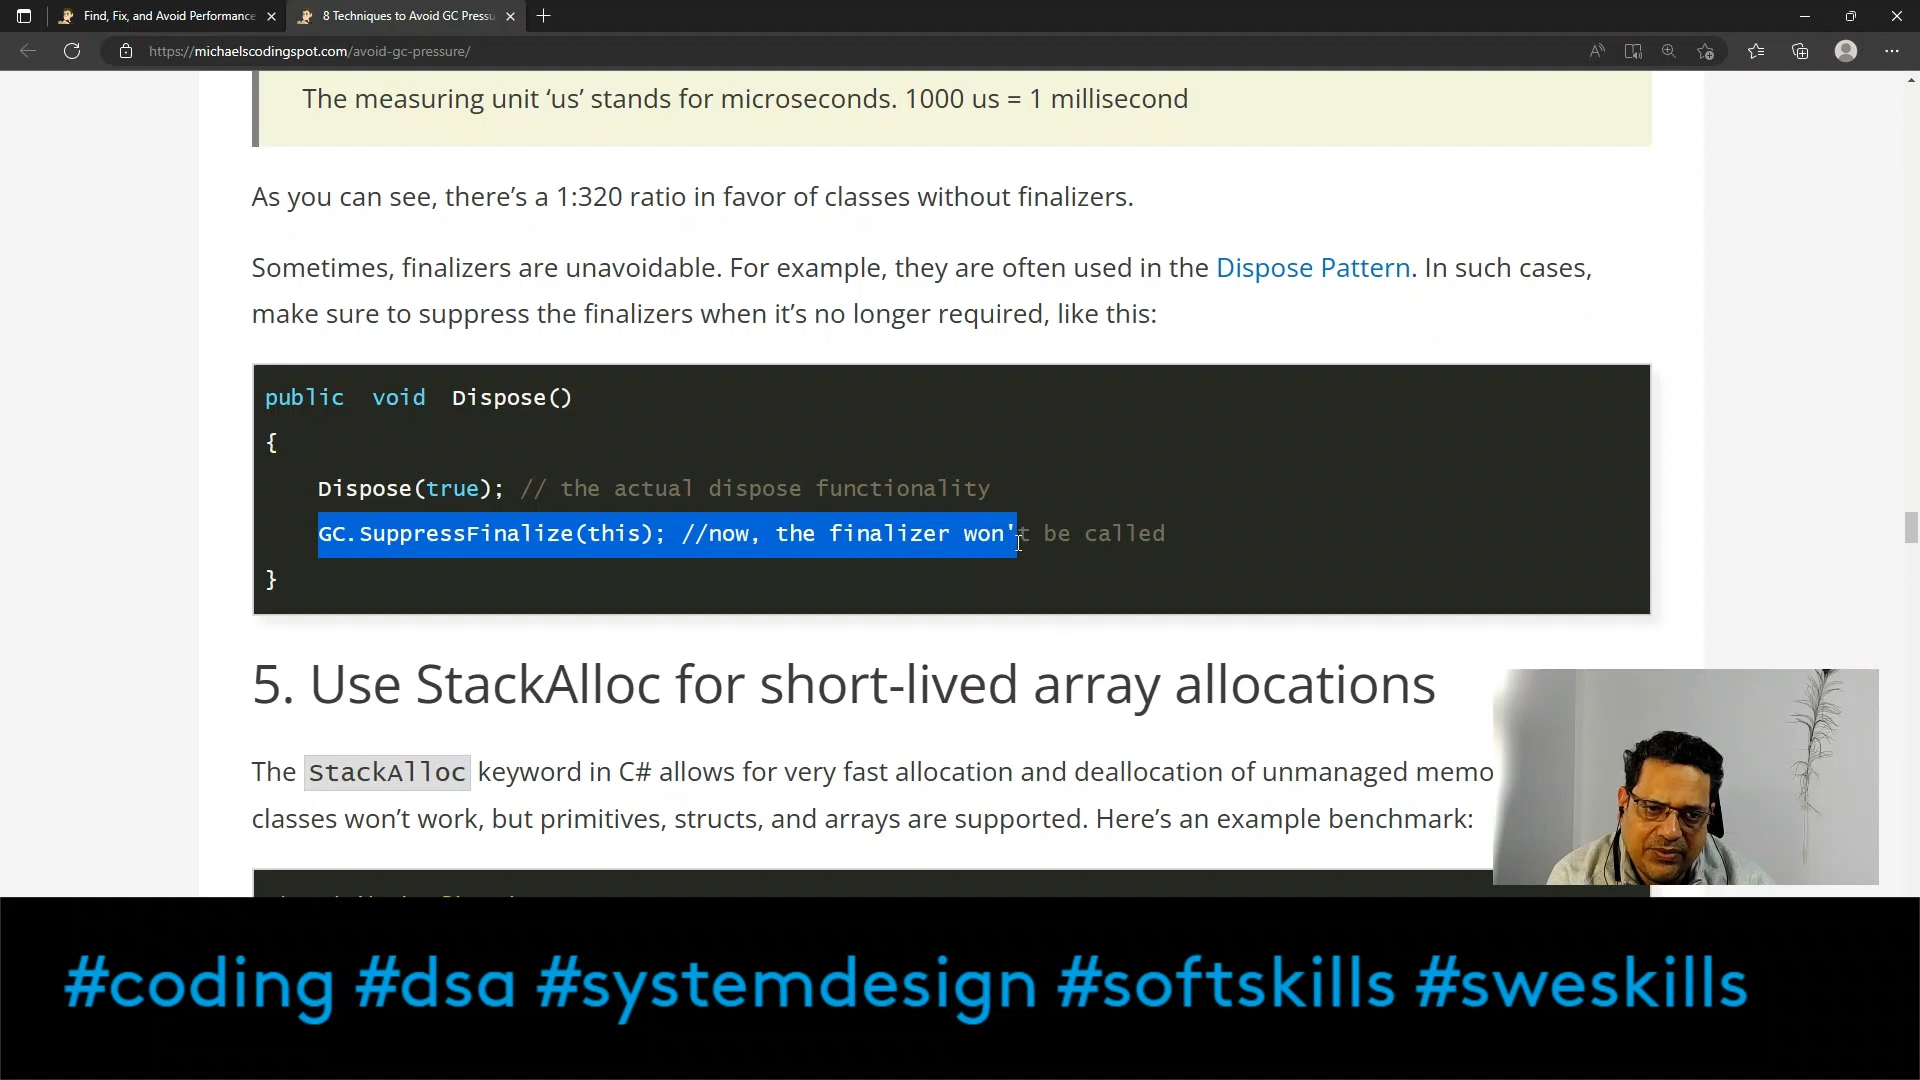 Find, Fix, and Avoid Performance
8 Techniques to Avoid GC Pressu
https://michaelscodingspot.com/avoid-gc-pressure/
The measuring unit ‘us’ stands for microseconds. 1000 us = 1 millisecond
As you can see, there’s a 1:320 ratio in favor of classes without finalizers.
Sometimes, finalizers are unavoidable. For example, they are often used in the Dispose Pattern. In such cases,
make sure to suppress the finalizers when it’s no longer required, like this:
public void Dispose()
{
Dispose(true); // the actual dispose functionality
GC.SuppressFinalize(this); //now, the finalizer won't be called
}
5. Use StackAlloc for short-lived array allocations
The StackAlloc keyword in C# allows for very fast allocation and deallocation of unmanaged memo
classes won’t work, but primitives, structs, and arrays are supported. Here’s an example benchmark:
#coding #dsa #systemdesign #softskills #sweskills